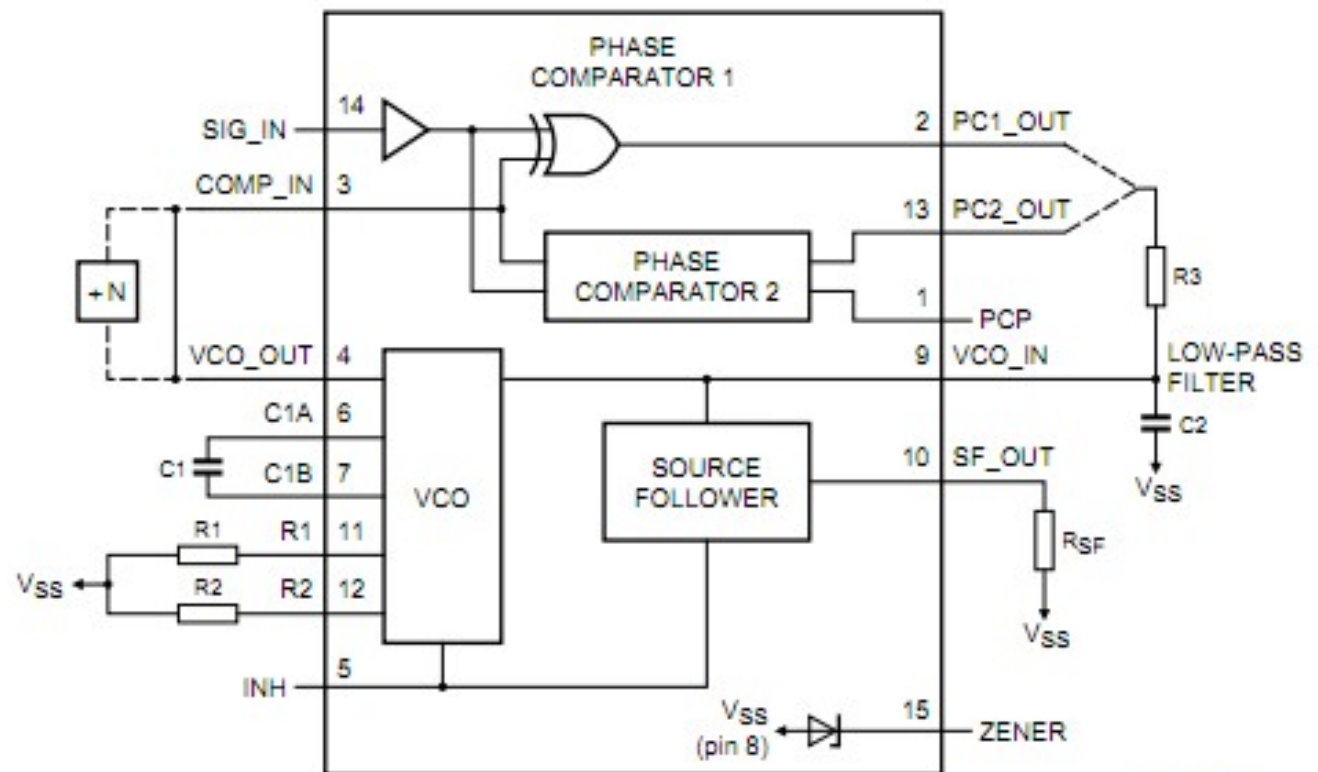 PHASE
COMPARATOR 1
14
SIG_IN
COMP_IN
3
2
PC1_OUT
13
PC2_OUT
PHASE
COMPARATOR 2
1
PCP
R3
+N
VCO_OUT
4
9
VCO_IN
LOW-PASS
FILTER
C1A
6
C1
C1B
7
VCO
SOURCE
FOLLOWER
10
SF_OUT
C2
VSS
R1
R1
11
R2
R2
12
VSS
RSF
VSS
INH
5
VSS
(pin 8)
15
ZENER